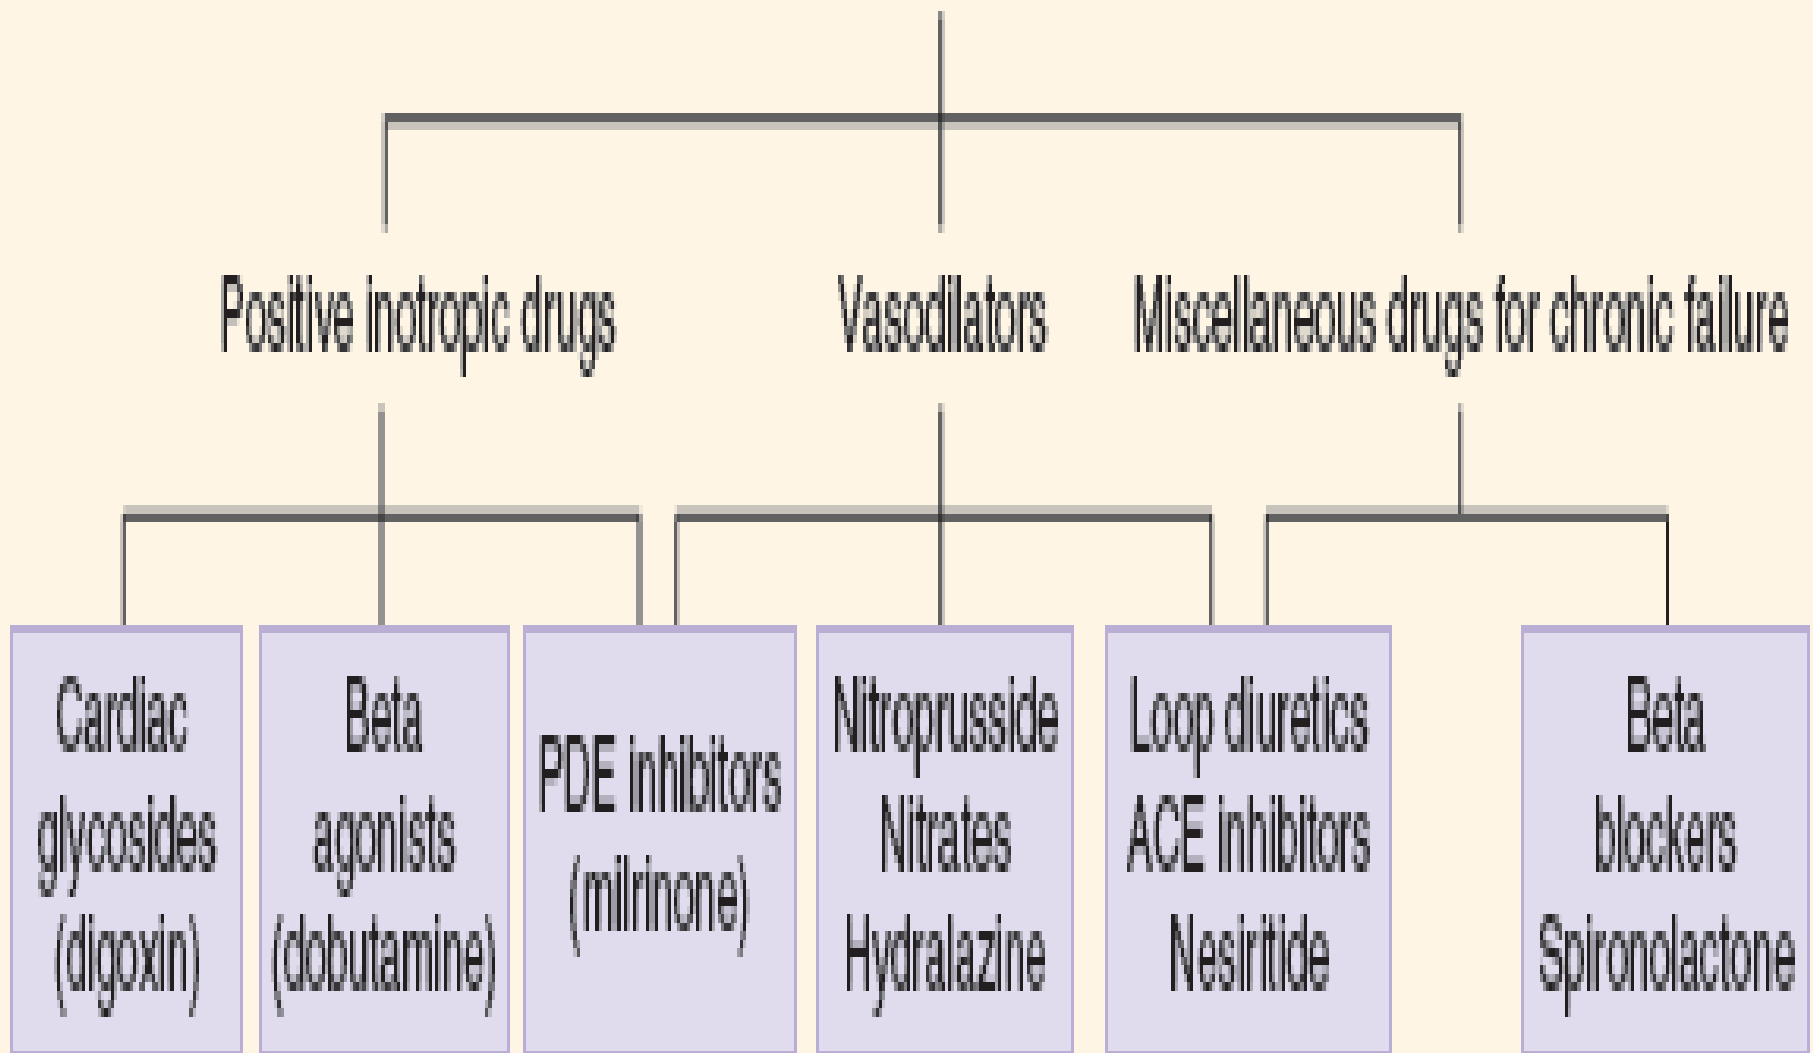 Positive inotropic drugs
Vasodilators
Miscellaneous drugs for chronic failure
Cardiac
glycosides
(digoxin)
Beta
agonists
(dobutamine)
PDE inhibitors
(milrinone)
Nitroprusside
Nitrates
Hydralazine
Loop diuretics
ACE inhibitors
Nesiritide
Beta
blockers
Spironolactone